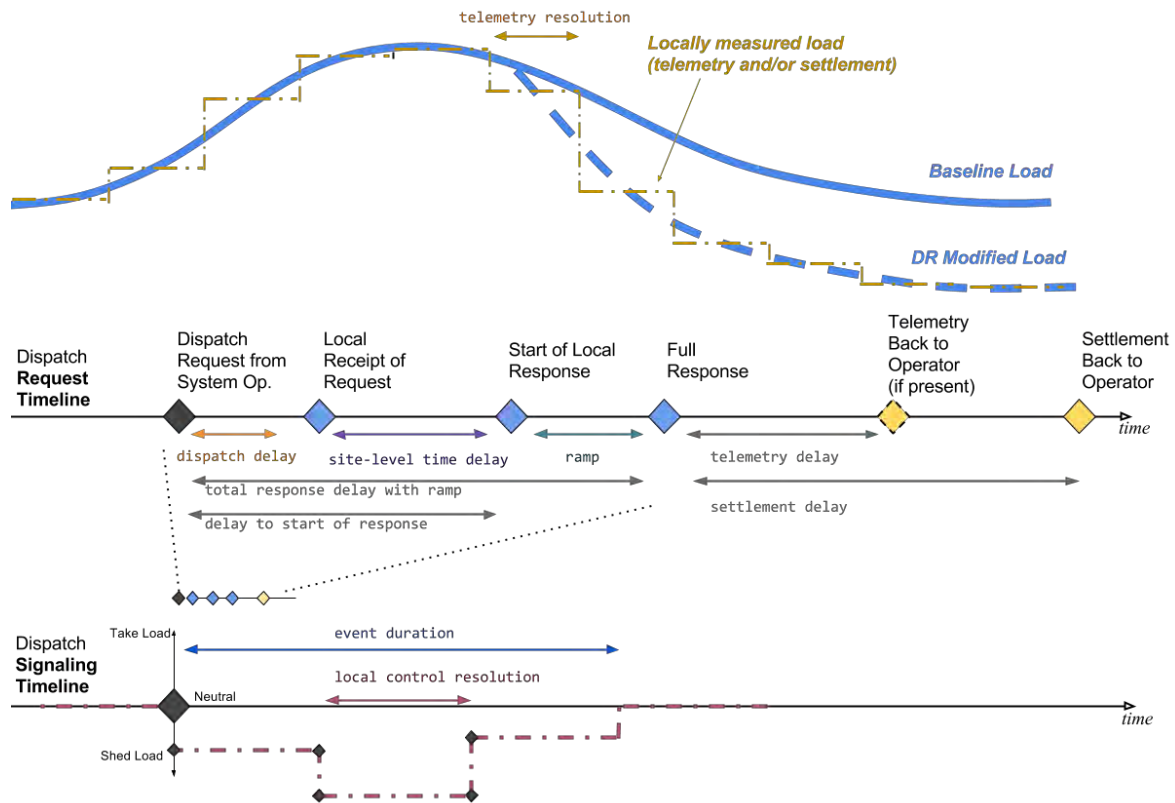 telemetry resolution
Locally measured load
(telemetry and/or settlement)
Baseline Load
DR Modified Load
Dispatch
Request
Timeline
Dispatch
Request from
System Op.
Local
Receipt of
Request
Start of Local
Response
Full
Response
Telemetry
Back to
Operator
(if present)
Settlement
Back to
Operator
time
dispatch delay
site-level time delay
ramp
telemetry delay
total response delay with ramp
settlement delay
delay to start of response
Dispatch
Signaling
Timeline
Take Load
Neutral
Shed Load
event duration
local control resolution
time